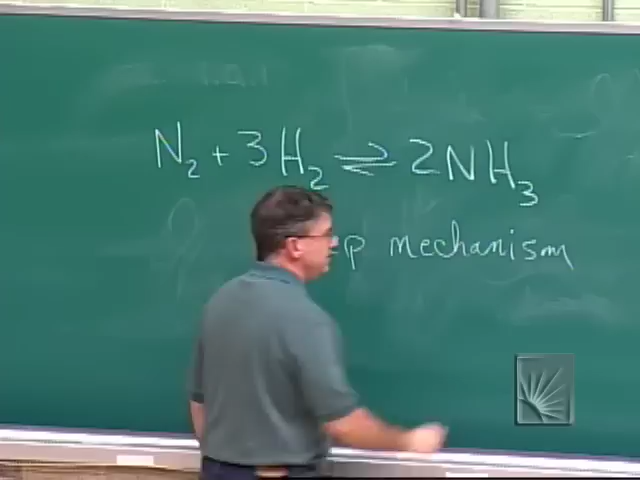 N₂ + 3H₂ ⇌ 2NH₃
p mechanism